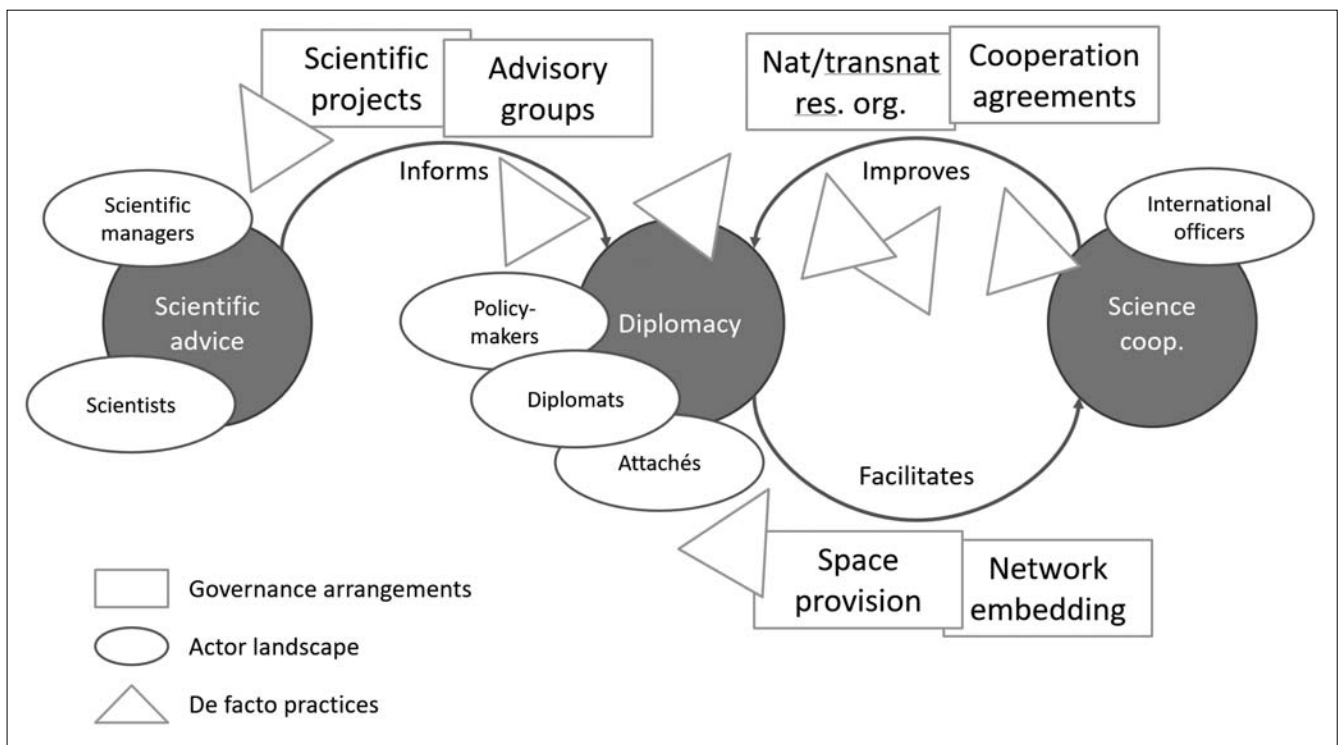 Scientific
projects
Advisory
groups
Nat/transnat
res. org.
Cooperation
agreements
Informs
Improves
Scientific
managers
International
officers
Scientific
advice
Policy-
makers
Diplomacy
Science
coop.
Scientists
Diplomats
Attachés
Facilitates
Space
provision
Network
embedding
Governance arrangements
Actor landscape
De facto practices